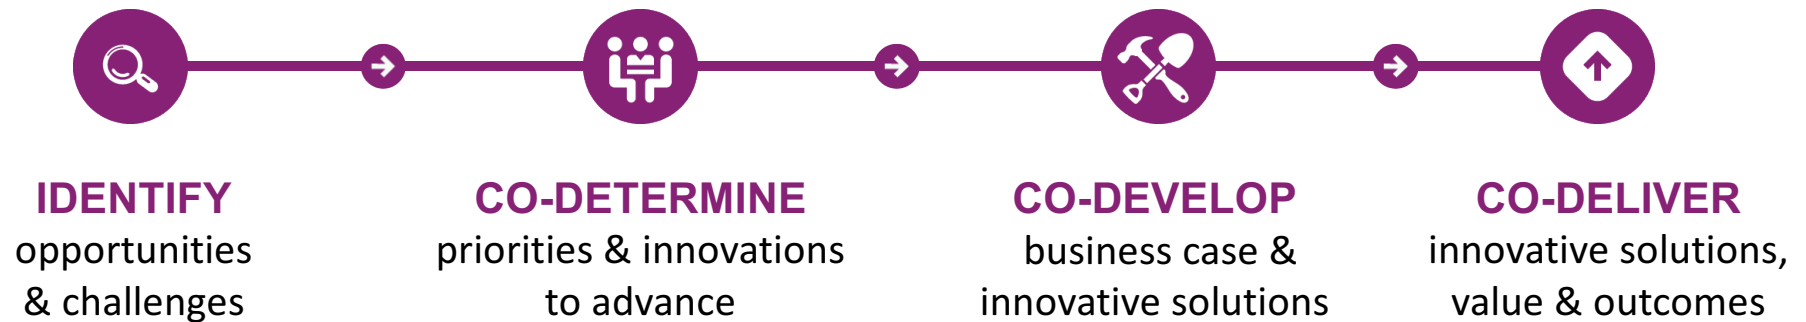 IDENTIFY
opportunities
& challenges
CO-DETERMINE
priorities & innovations
to advance
CO-DEVELOP
business case &
innovative solutions
CO-DELIVER
innovative solutions,
value & outcomes